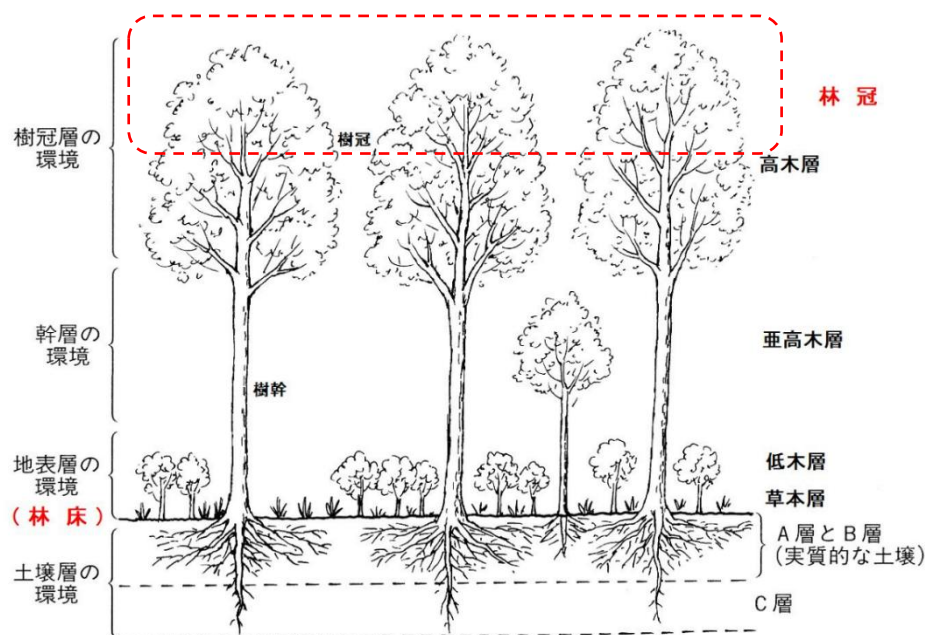 林 冠
樹冠層の
環境
樹冠
高木層
幹層の
環境
亜高木層
樹幹
地表層の
環境
低木層
草本層
(林 床)
A層とB層
(実質的な土壌)
土壌層の
環境
C層